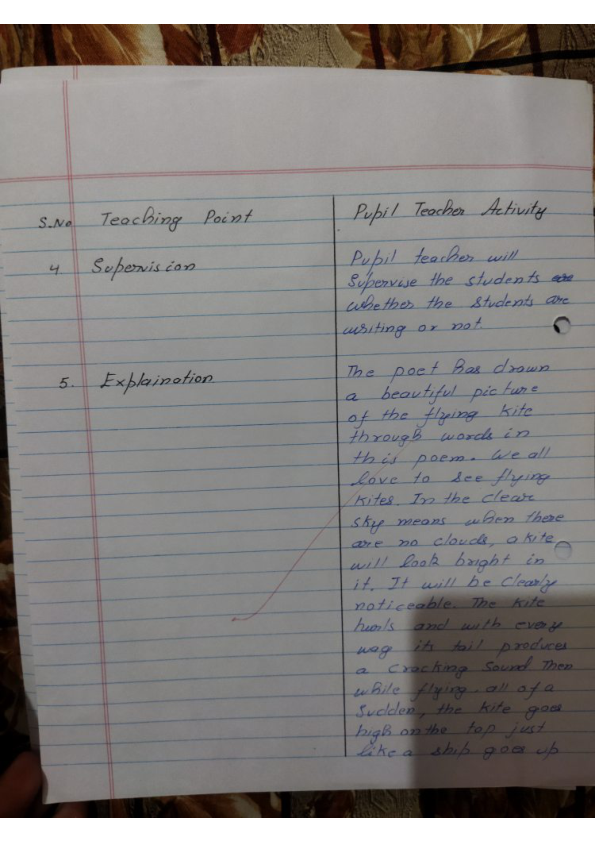 S.No Teaching Point Pupil Teacher Activity
4 Supervision Pupil teacher will
Supervise the students
whether the students are
writing or not.
5. Explaination The poet has drawn
a beautiful picture
of the flying kite
through words in
this poem. We all
love to see flying
kites. In the clear
sky means when there
are no clouds, a kite
will look bright in
it. It will be clearly
noticeable. The kite
and with every
wag its tail produces
a cracking sound. Then
while flying all of a
Sudden, the kite goes
high on the top just
like a ship goes up